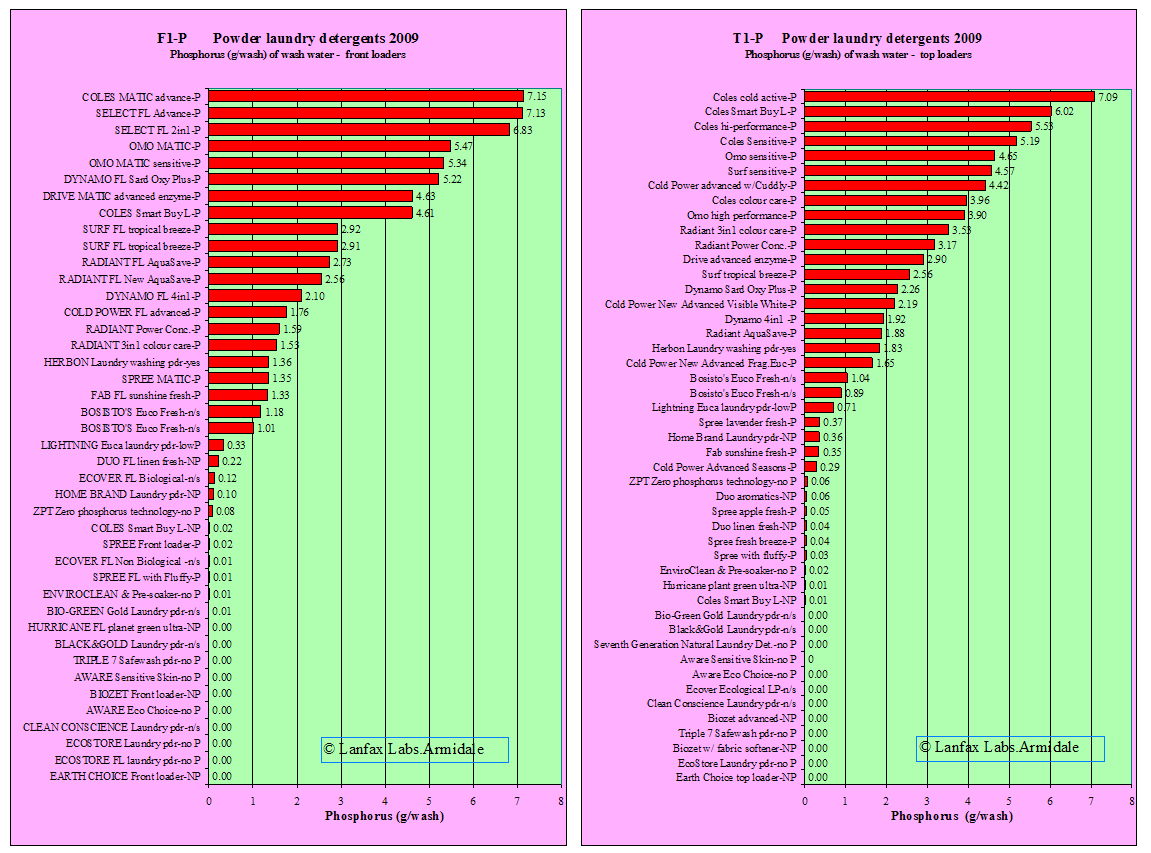 F1-P Powder laundry detergents 2009
Phosphorus (g/wash) of wash water - front loaders
COLES MATIC advance-P 7.15
SELECT FL Advance-P 7.13
SELECT FL 2in1-P 6.83
OMO MATIC-P 5.47
OMO MATIC sensitive-P 5.34
DYNAMO FL Sard Oxy Plus-P 5.22
DRIVE MATIC advanced enzyme-P 4.63
COLES Smart Buy L-P 4.61
SURF FL tropical breeze-P 2.92
SURF FL tropical breeze-P 2.91
RADIANT FL AquaSave-P 2.73
RADIANT FL New AquaSave-P 2.56
DYNAMO FL 4in1-P 2.10
COLD POWER FL advanced-P 1.76
RADIANT Power Conc.-P 1.59
RADIANT 3in1 colour care-P 1.53
HERBON Laundry washing pdr-yes 1.36
SPREE MATIC-P 1.35
FAB FL sunshine fresh-P 1.33
BOSISTO'S Euco Fresh-n/s 1.18
BOSISTO'S Euco Fresh-n/s 1.01
LIGHTNING Euca laundry pdr-lowP 0.33
DUO FL linen fresh-NP 0.22
ECOVER FL Biological-n/s 0.12
HOME BRAND Laundry pdr-NP 0.10
ZPT Zero phosphorus technology-no P 0.08
COLES Smart Buy L-NP 0.02
SPREE Front loader-P 0.02
ECOVER FL Non Biological -n/s 0.01
SPREE FL with Fluffy-P 0.01
ENVIROCLEAN & Pre-soaker-no P 0.01
BIO-GREEN Gold Laundry pdr-n/s 0.01
HURRICANE FL planet green ultra-NP 0.00
BLACK&GOLD Laundry pdr-n/s 0.00
TRIPLE 7 Safewash pdr-no P 0.00
AWARE Sensitive Skin-no P 0.00
BIOZET Front loader-NP 0.00
AWARE Eco Choice-no P 0.00
CLEAN CONSCIENCE Laundry pdr-n/s 0.00
ECOSTORE Laundry pdr-no P 0.00
ECOSTORE FL laundry pdr-no P 0.00
EARTH CHOICE Front loader-NP 0.00
© Lanfax Labs.Armidale
0 1 2 3 4 5 6 7 8
Phosphorus (g/wash)
T1-P Powder laundry detergents 2009
Phosphorus (g/wash) of wash water - top loaders
Coles cold active-P 7.09
Coles Smart Buy L-P 6.02
Coles hi-performance-P 5.53
Coles Sensitive-P 5.19
Omo sensitive-P 4.65
Surf sensitive-P 4.57
Cold Power advanced w/Cuddly-P 4.42
Coles colour care-P 3.96
Omo high performance-P 3.90
Radiant 3in1 colour care-P 3.53
Radiant Power Conc.-P 3.17
Drive advanced enzyme-P 2.90
Surf tropical breeze-P 2.56
Dynamo Sard Oxy Plus-P 2.26
Cold Power New Advanced Visible White-P 2.19
Dynamo 4in1 -P 1.92
Radiant AquaSave-P 1.88
Herbon Laundry washing pdr-yes 1.83
Cold Power New Advanced Frag.Euc-P 1.65
Bosisto's Euco Fresh-n/s 1.04
Bosisto's Euco Fresh-n/s 0.89
Lightning Euca laundry pdr-lowP 0.71
Spree lavender fresh-P 0.37
Home Brand Laundry pdr-NP 0.36
Fab sunshine fresh-P 0.35
Cold Power Advanced Seasons-P 0.29
ZPT Zero phosphorus technology-no P 0.06
Duo aromatics-NP 0.06
Spree apple fresh-P 0.05
Duo linen fresh-NP 0.04
Spree fresh breeze-P 0.04
Spree with fluffy-P 0.03
EnviroClean & Pre-soaker-no P 0.02
Hurricane plant green ultra-NP 0.01
Coles Smart Buy L-NP 0.01
Bio-Green Gold Laundry pdr-n/s 0.00
Black&Gold Laundry pdr-n/s 0.00
Seventh Generation Natural Laundry Det.-no P 0.00
Aware Sensitive Skin-no P 0
Aware Eco Choice-no P 0.00
Ecover Ecological LP-n/s 0.00
Clean Conscience Laundry pdr-n/s 0.00
Biozet advanced-NP 0.00
Triple 7 Safewash pdr-no P 0.00
Biozet w/ fabric softener-NP 0.00
EcoStore Laundry pdr-no P 0.00
Earth Choice top loader-NP 0.00
© Lanfax Labs.Armidale
0 1 2 3 4 5 6 7 8
Phosphorus (g/wash)